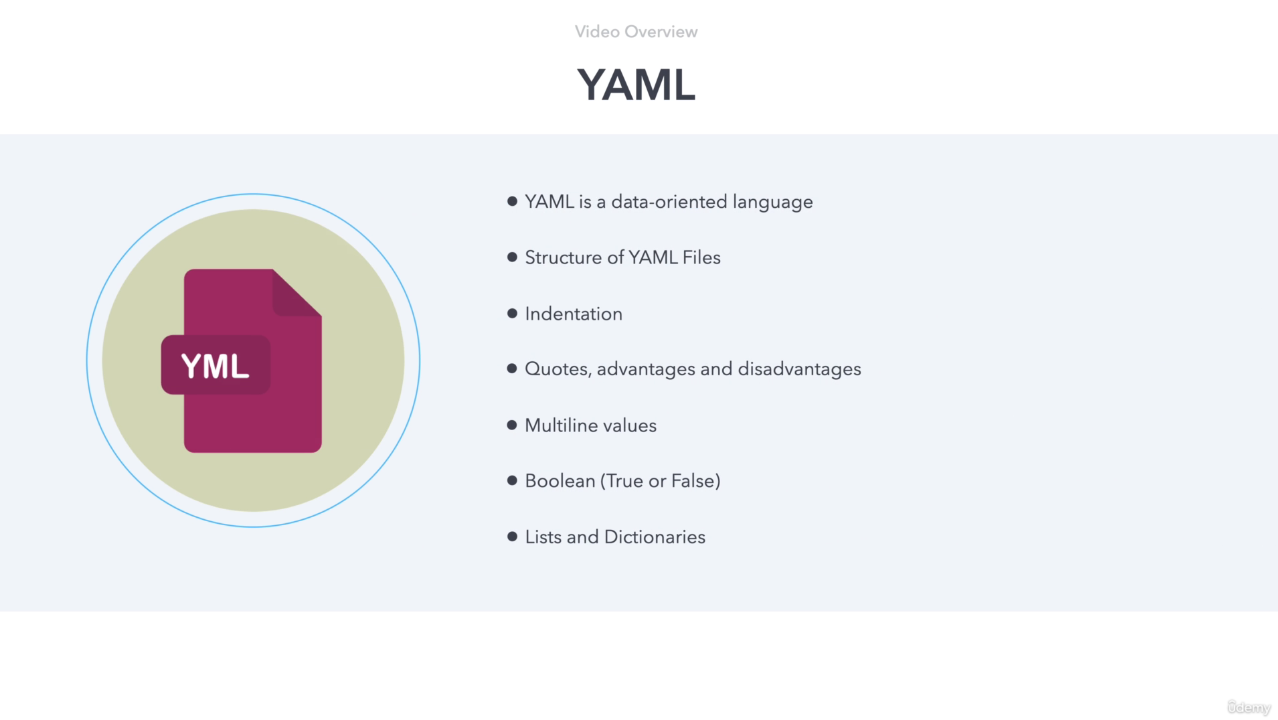 Video Overview
YAML
YML
● YAML is a data-oriented language
● Structure of YAML Files
● Indentation
● Quotes, advantages and disadvantages
● Multiline values
● Boolean (True or False)
● Lists and Dictionaries
ûdemy